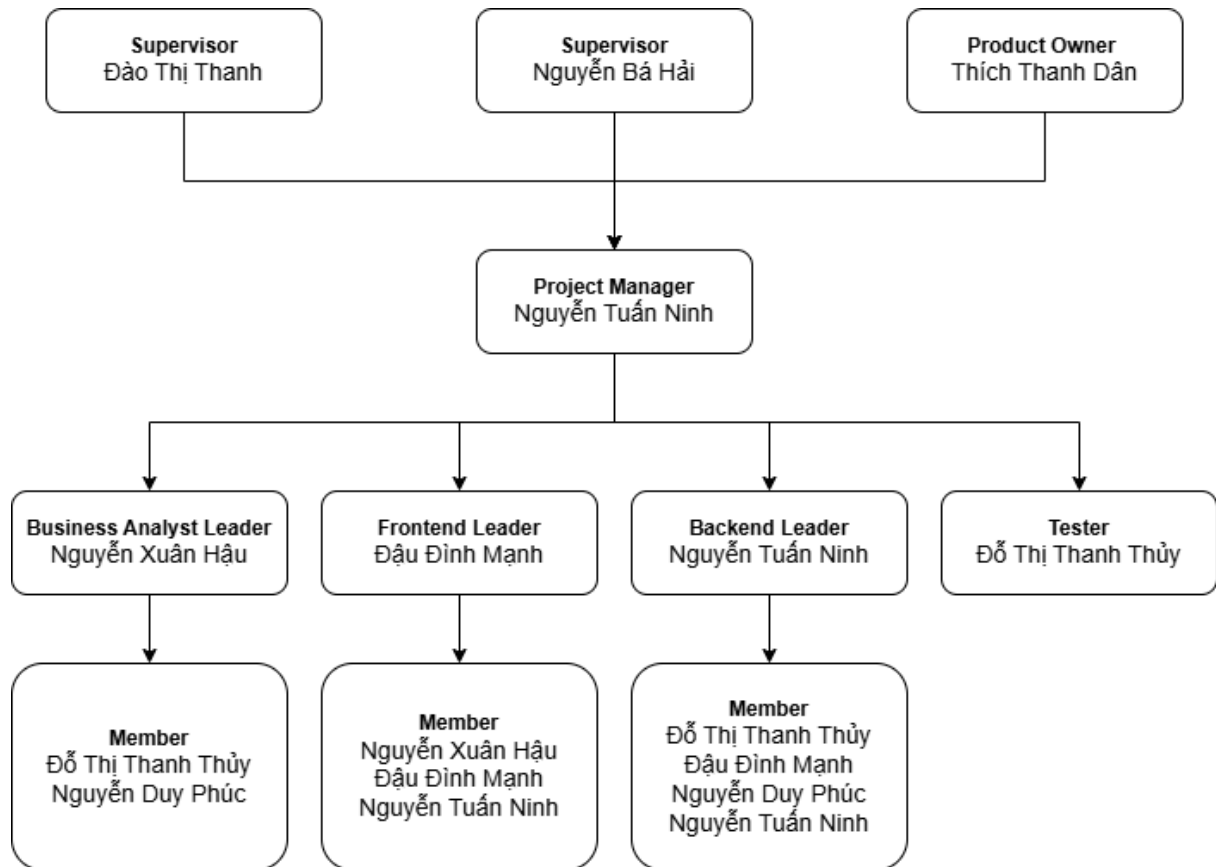 Supervisor
Đào Thị Thanh
Supervisor
Nguyễn Bá Hải
Product Owner
Thích Thanh Dân
Project Manager
Nguyễn Tuấn Ninh
Business Analyst Leader
Nguyễn Xuân Hậu
Frontend Leader
Đậu Đình Mạnh
Backend Leader
Nguyễn Tuấn Ninh
Tester
Đỗ Thị Thanh Thủy
Member
Đỗ Thị Thanh Thủy
Nguyễn Duy Phúc
Member
Nguyễn Xuân Hậu
Đậu Đình Mạnh
Nguyễn Tuấn Ninh
Member
Đỗ Thị Thanh Thủy
Đậu Đình Mạnh
Nguyễn Duy Phúc
Nguyễn Tuấn Ninh